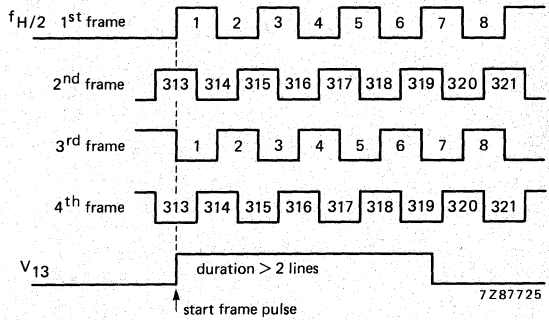 fH/2 1st frame 1 2 3 4 5 6 7 8
2nd frame 313 314 315 316 317 318 319 320 321
3rd frame 1 2 3 4 5 6 7 8
4th frame 313 314 315 316 317 318 319 320 321
V13 duration > 2 lines
7Z87725
start frame pulse